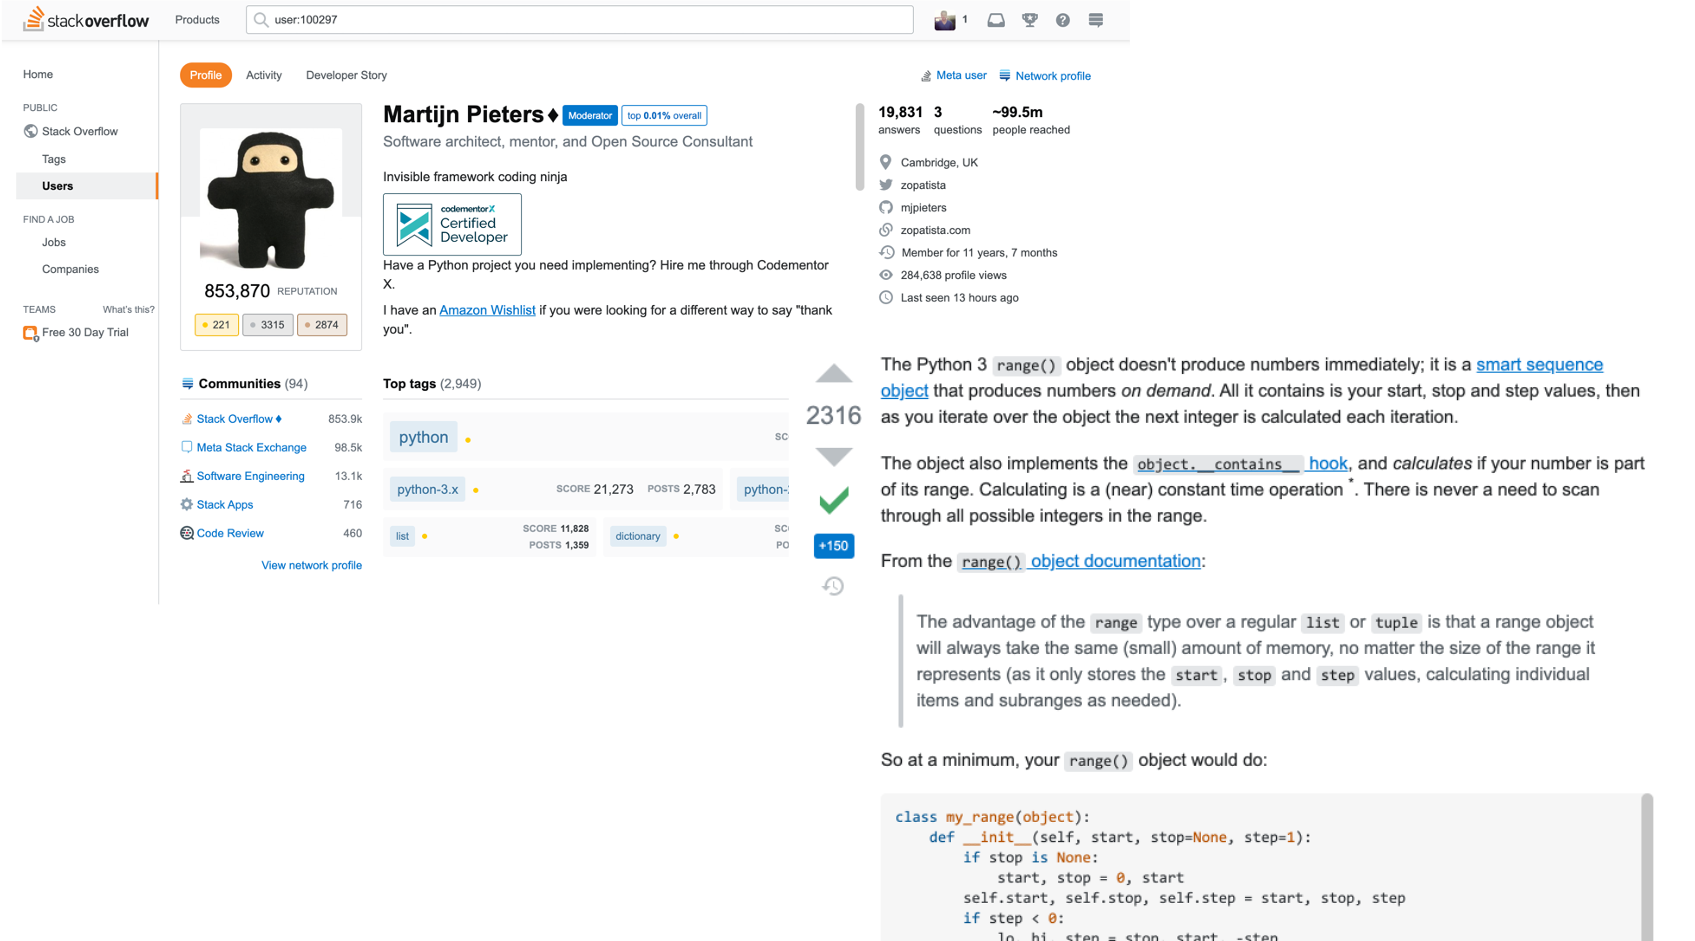 stackoverflow
Products
user:100297
1
Home
PUBLIC
Stack Overflow
Tags
Users
FIND A JOB
Jobs
Companies
TEAMS What's this?
Free 30 Day Trial
Profile Activity Developer Story
Meta user Network profile
853,870 REPUTATION
221 3315 2874
Martijn Pieters ♦ Moderator top 0.01% overall
Software architect, mentor, and Open Source Consultant
Invisible framework coding ninja
codementorX
Certified
Developer
Have a Python project you need implementing? Hire me through Codementor
X.
I have an Amazon Wishlist if you were looking for a different way to say "thank
you".
19,831 3 ~99.5m
answers questions people reached
Cambridge, UK
zopatista
mjpieters
zopatista.com
Member for 11 years, 7 months
284,638 profile views
Last seen 13 hours ago
Communities (94)
Stack Overflow ♦ 853.9k
Meta Stack Exchange 98.5k
Software Engineering 13.1k
Stack Apps 716
Code Review 460
View network profile
Top tags (2,949)
python SC
python-3.x SCORE 21,273 POSTS 2,783 python-
list SCORE 11,828
POSTS 1,359
dictionary SC
PO
2316
+150
The Python 3 range() object doesn't produce numbers immediately; it is a smart sequence
object that produces numbers on demand. All it contains is your start, stop and step values, then
as you iterate over the object the next integer is calculated each iteration.
The object also implements the object.__contains__ hook, and calculates if your number is part
of its range. Calculating is a (near) constant time operation *. There is never a need to scan
through all possible integers in the range.
From the range() object documentation:
The advantage of the range type over a regular list or tuple is that a range object
will always take the same (small) amount of memory, no matter the size of the range it
represents (as it only stores the start, stop and step values, calculating individual
items and subranges as needed).
So at a minimum, your range() object would do:
class my_range(object):
def __init__(self, start, stop=None, step=1):
if stop is None:
start, stop = 0, start
self.start, self.stop, self.step = start, stop, step
if step < 0:
lo, hi, step = stop, start, -step